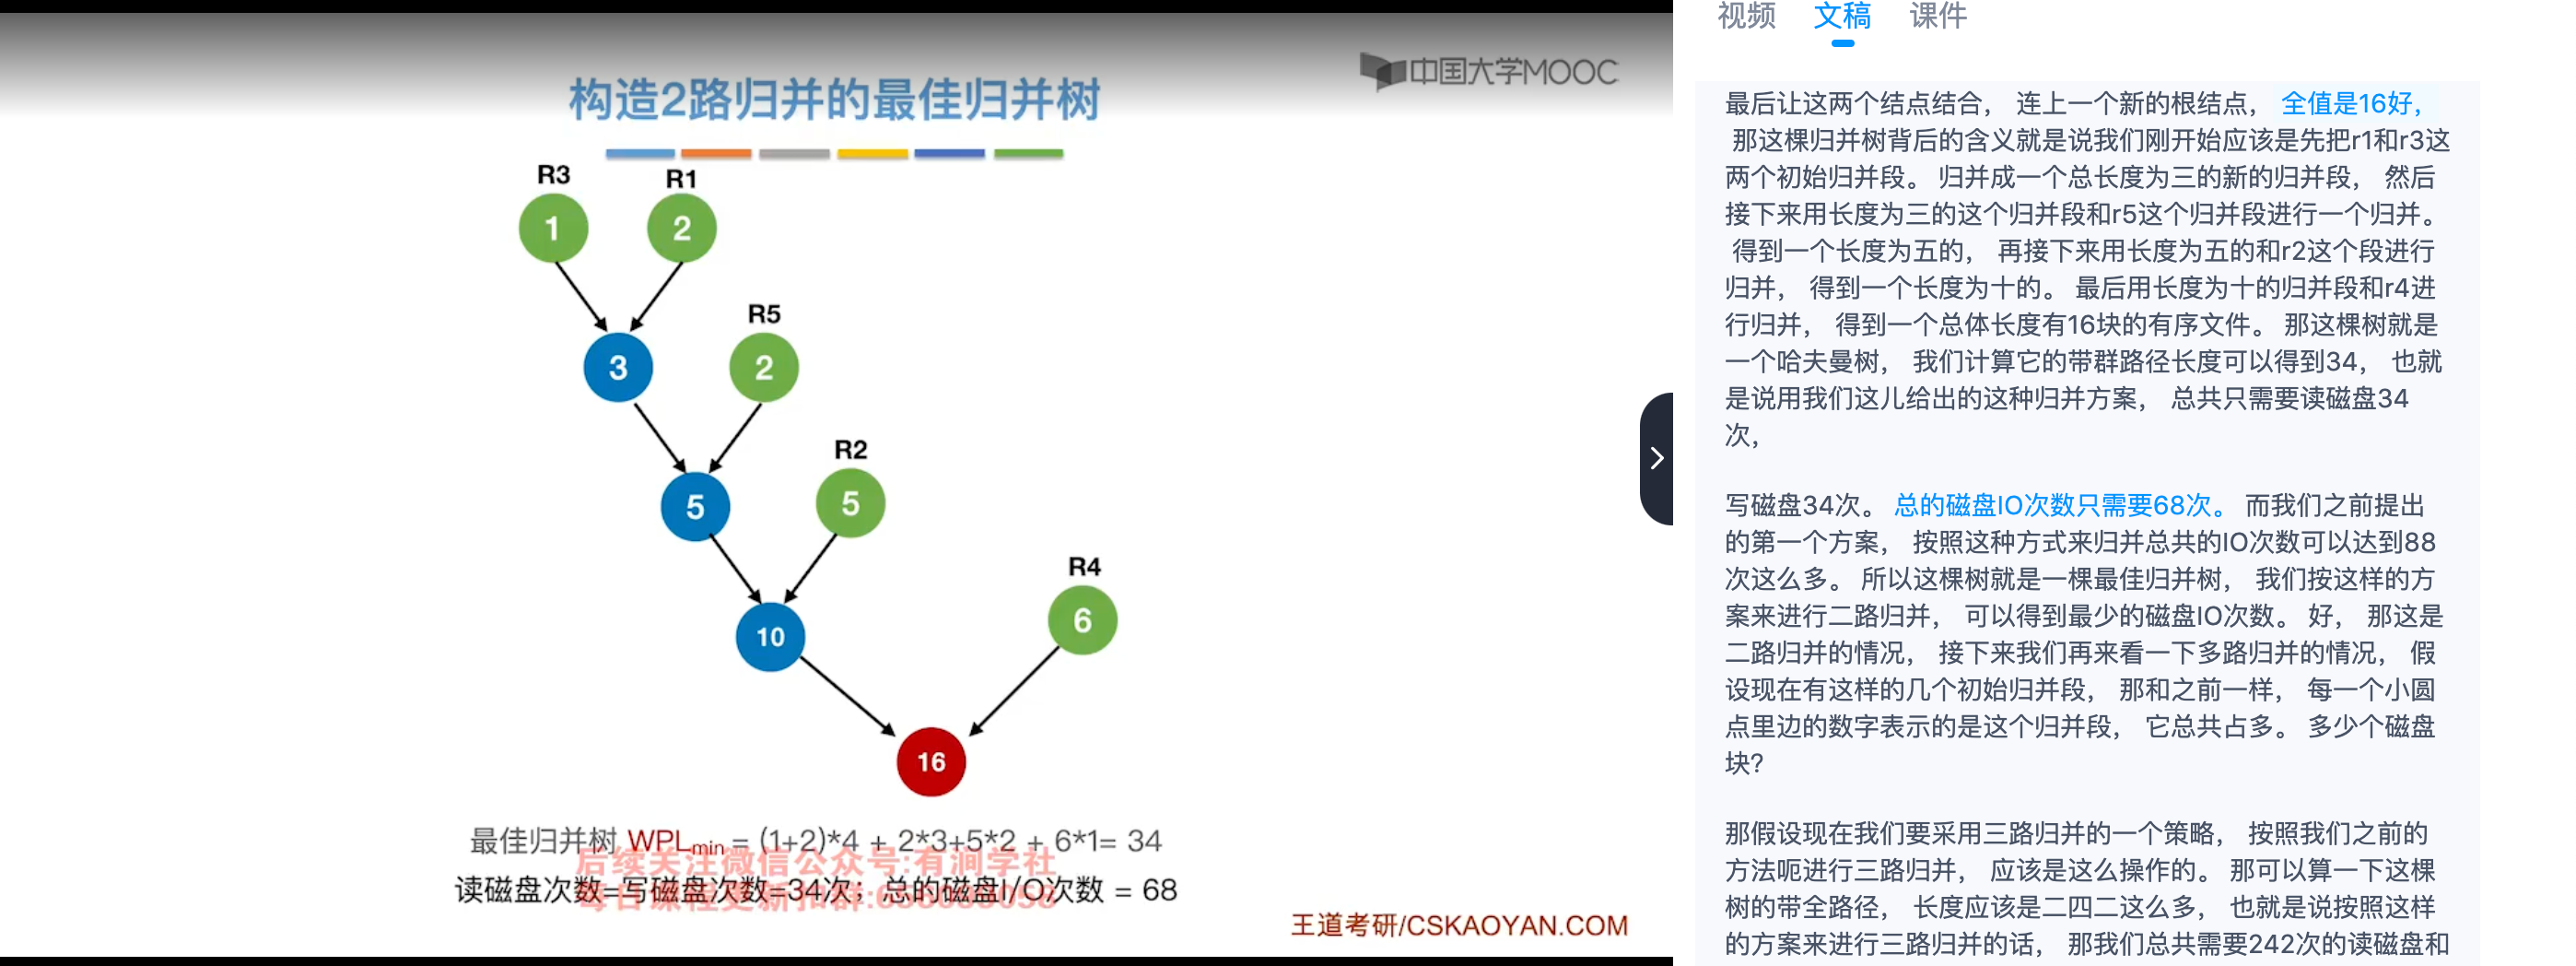 中国大学MOOC
构造2路归并的最佳归并树
R3
R1
1
2
R5
3
2
R2
5
5
R4
10
6
16
最佳归并树 WPLmin = (1+2)*4 + 2*3+5*2 + 6*1= 34
后续关注微信公众号:有涧学社
读磁盘次数=写磁盘次数=34次；总的磁盘I/O次数 = 68
每日课程更新扣群:
王道考研/CSKAOYAN.COM
视频 文稿 课件
最后让这两个结点结合， 连上一个新的根结点， 全值是16好，
那这棵归并树背后的含义就是说我们刚开始应该是先把r1和r3这
两个初始归并段。 归并成一个总长度为三的新的归并段， 然后
接下来用长度为三的这个归并段和r5这个归并段进行一个归并。
得到一个长度为五的， 再接下来用长度为五的和r2这个段进行
归并， 得到一个长度为十的。 最后用长度为十的归并段和r4进
行归并， 得到一个总体长度有16块的有序文件。 那这棵树就是
一个哈夫曼树， 我们计算它的带群路径长度可以得到34， 也就
是说用我们这儿给出的这种归并方案， 总共只需要读磁盘34
次，
写磁盘34次。 总的磁盘IO次数只需要68次。 而我们之前提出
的第一个方案， 按照这种方式来归并总共的IO次数可以达到88
次这么多。 所以这棵树就是一棵最佳归并树， 我们按这样的方
案来进行二路归并， 可以得到最少的磁盘IO次数。 好， 那这是
二路归并的情况， 接下来我们再来看一下多路归并的情况， 假
设现在有这样的几个初始归并段， 那和之前一样， 每一个小圆
点里边的数字表示的是这个归并段， 它总共占多。 多少个磁盘
块?
那假设现在我们要采用三路归并的一个策略， 按照我们之前的
方法呃进行三路归并， 应该是这么操作的。 那可以算一下这棵
树的带全路径， 长度应该是二四二这么多， 也就是说按照这样
的方案来进行三路归并的话， 那我们总共需要242次的读磁盘和